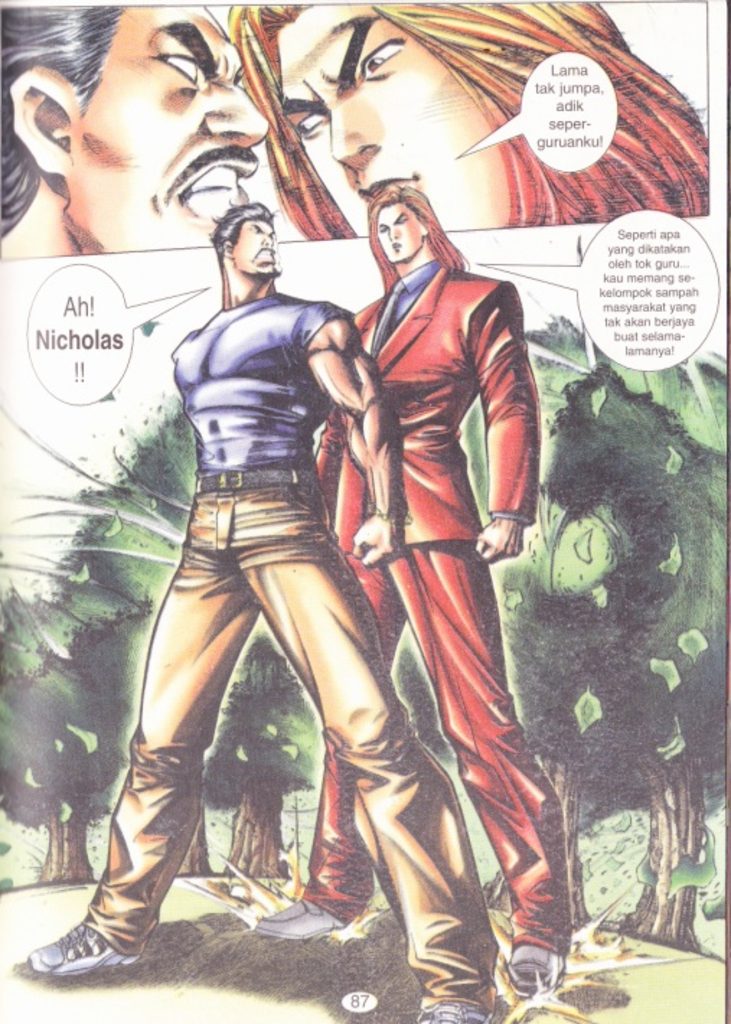 Lama
tak jumpa,
adik
seper-
guruanku!
Ah!
Nicholas
!!
Seperti apa
yang dikatakan
oleh tok guru...
kau memang se-
kelompok sampah
masyarakat yang
tak akan berjaya
buat selama-
lamanya!
87